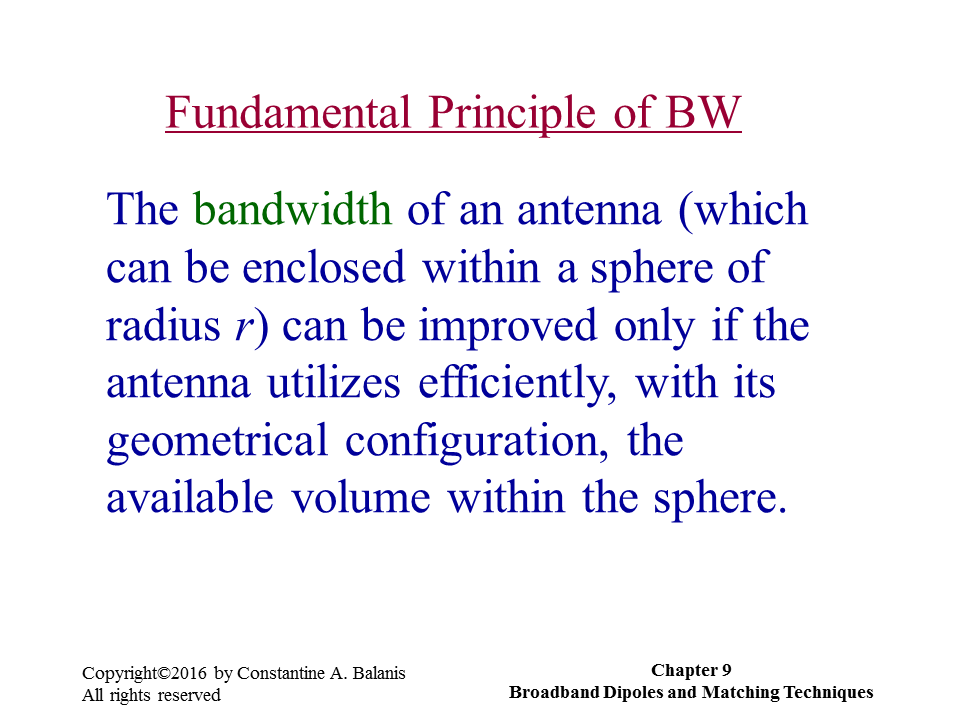 Fundamental Principle of BW
The bandwidth of an antenna (which
can be enclosed within a sphere of
radius r) can be improved only if the
antenna utilizes efficiently, with its
geometrical configuration, the
available volume within the sphere.
Copyright©2016 by Constantine A. Balanis
All rights reserved
Chapter 9
Broadband Dipoles and Matching Techniques